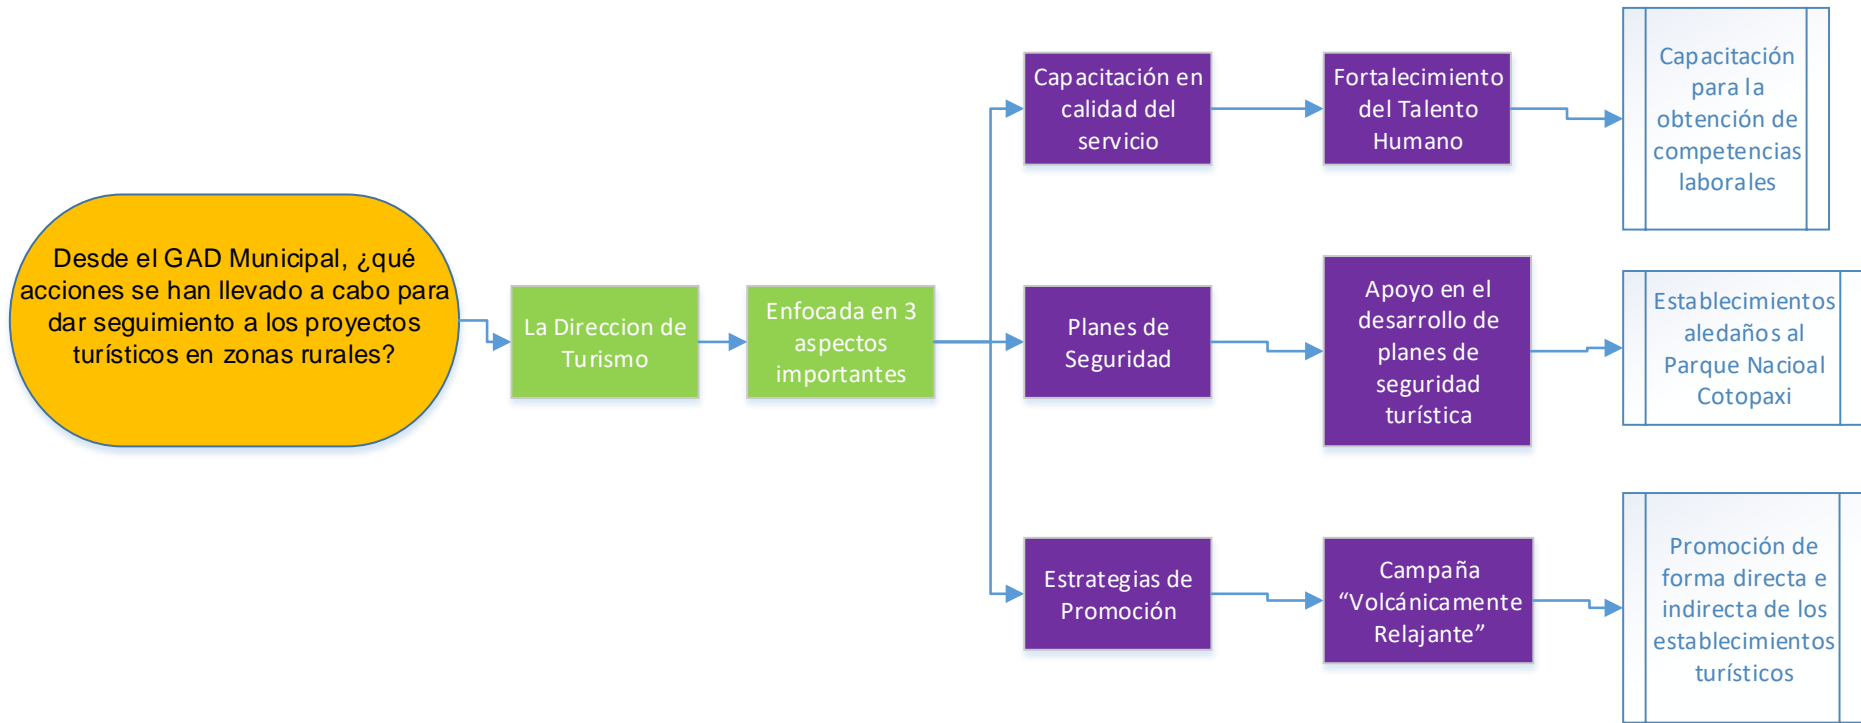 Desde el GAD Municipal, ¿qué
acciones se han llevado a cabo para
dar seguimiento a los proyectos
turísticos en zonas rurales?
La Direccion de
Turismo
Enfocada en 3
aspectos
importantes
Capacitación en
calidad del
servicio
Fortalecimiento
del Talento
Humano
Capacitación
para la
obtención de
competencias
laborales
Planes de
Seguridad
Apoyo en el
desarrollo de
planes de
seguridad
turística
Establecimientos
aledaños al
Parque Nacioal
Cotopaxi
Estrategias de
Promoción
Campaña
“Volcánicamente
Relajante”
Promoción de
forma directa e
indirecta de los
establecimientos
turísticos